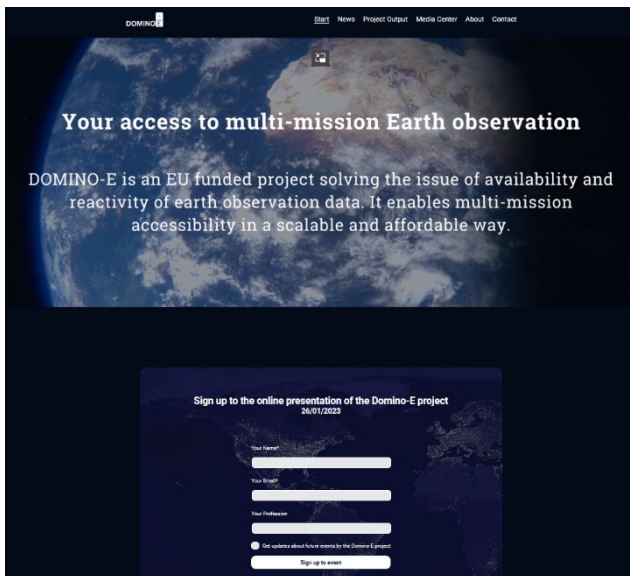 DOMINO E
Start News Project Output Media Center About Contact
Your access to multi-mission Earth observation
DOMINO-E is an EU funded project solving the issue of availability and
reactivity of earth observation data. It enables multi-mission
accessibility in a scalable and affordable way.
Sign up to the online presentation of the Domino-E project
26/01/2023
Your Name*
Your Email*
Your Profession
Get updates about future events by the Domino-E project
Sign up to event